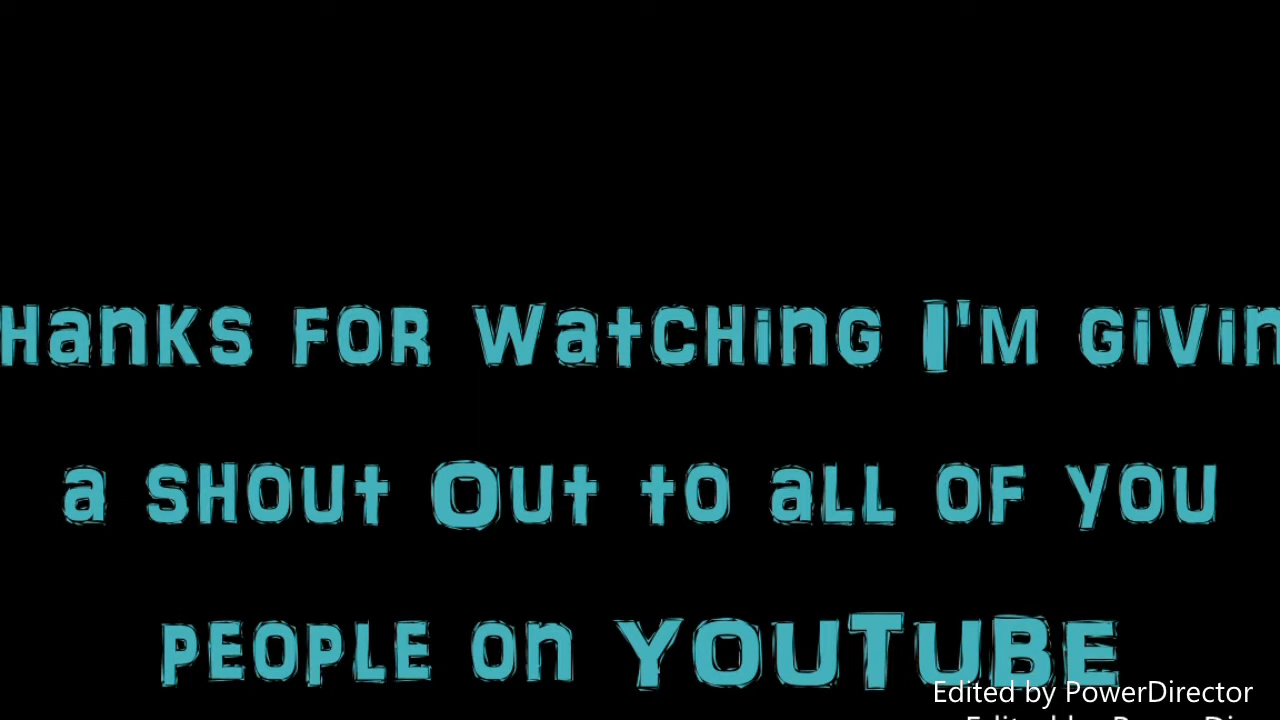 Hanks for watching I'm givin
a shout Out to all of you
people on YOUTUBE
Edited by PowerDirector